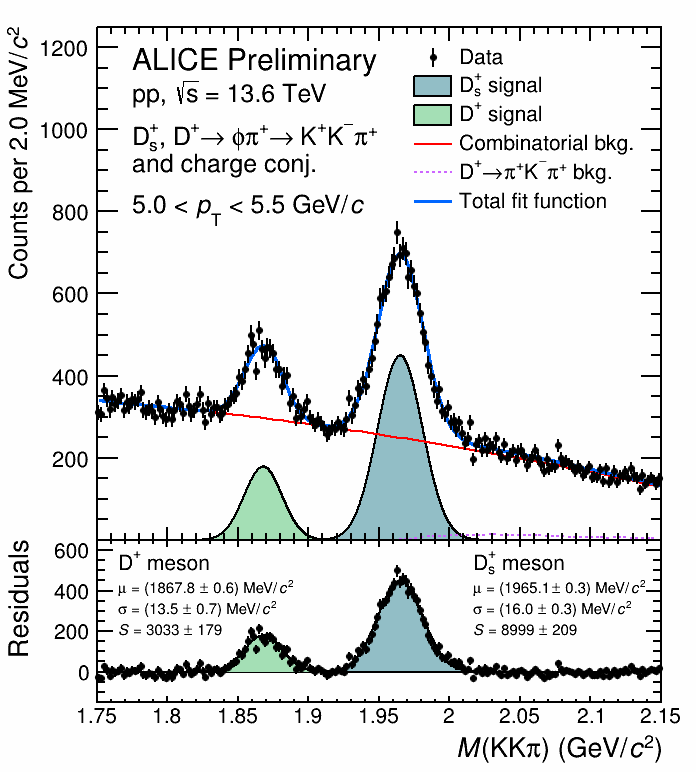 Counts per 2.0 MeV/c²
1200
1000
800
600
400
200
ALICE Preliminary
pp, √s = 13.6 TeV
Dₛ⁺, D⁺→ ϕπ⁺→ K⁺K⁻π⁺
and charge conj.
5.0 < p_T < 5.5 GeV/c
Data
Dₛ⁺ signal
D⁺ signal
Combinatorial bkg.
D⁺→π⁺K⁻π⁺ bkg.
Total fit function
Residuals
600
400
200
0
D⁺ meson
μ = (1867.8 ± 0.6) MeV/c²
σ = (13.5 ± 0.7) MeV/c²
S = 3033 ± 179
Dₛ⁺ meson
μ = (1965.1 ± 0.3) MeV/c²
σ = (16.0 ± 0.3) MeV/c²
S = 8999 ± 209
1.75 1.8 1.85 1.9 1.95 2 2.05 2.1 2.15
M(KKπ) (GeV/c²)